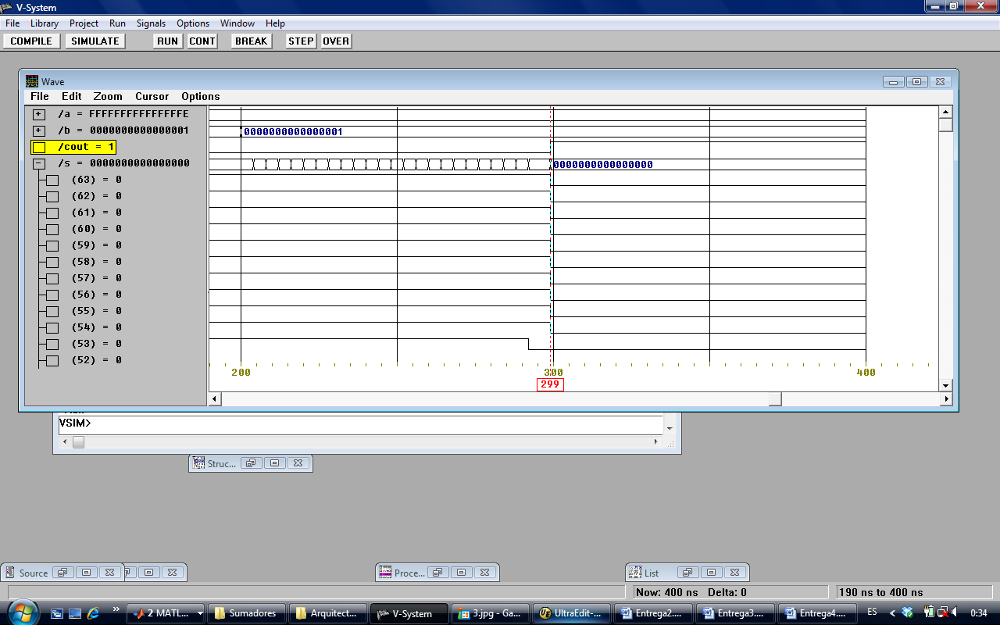 V-System
File Library Project Run Signals Options Window Help
COMPILE SIMULATE RUN CONT BREAK STEP OVER
Wave
File Edit Zoom Cursor Options
/a = FFFFFFFFFFFFFFFE
/b = 0000000000000001 0000000000000001
/cout = 1
/s = 0000000000000000 0000000000000000
(63) = 0
(62) = 0
(61) = 0
(60) = 0
(59) = 0
(58) = 0
(57) = 0
(56) = 0
(55) = 0
(54) = 0
(53) = 0
(52) = 0
200 300 400
299
VSIM>
Struc...
Source Proce... List
Now: 400 ns Delta: 0 190 ns to 400 ns
2 MATL... Sumadores Arquitect... V-System 3.jpg - Ga... UltraEdit-... Entrega2.... Entrega3.... Entrega4.... ES 0:34